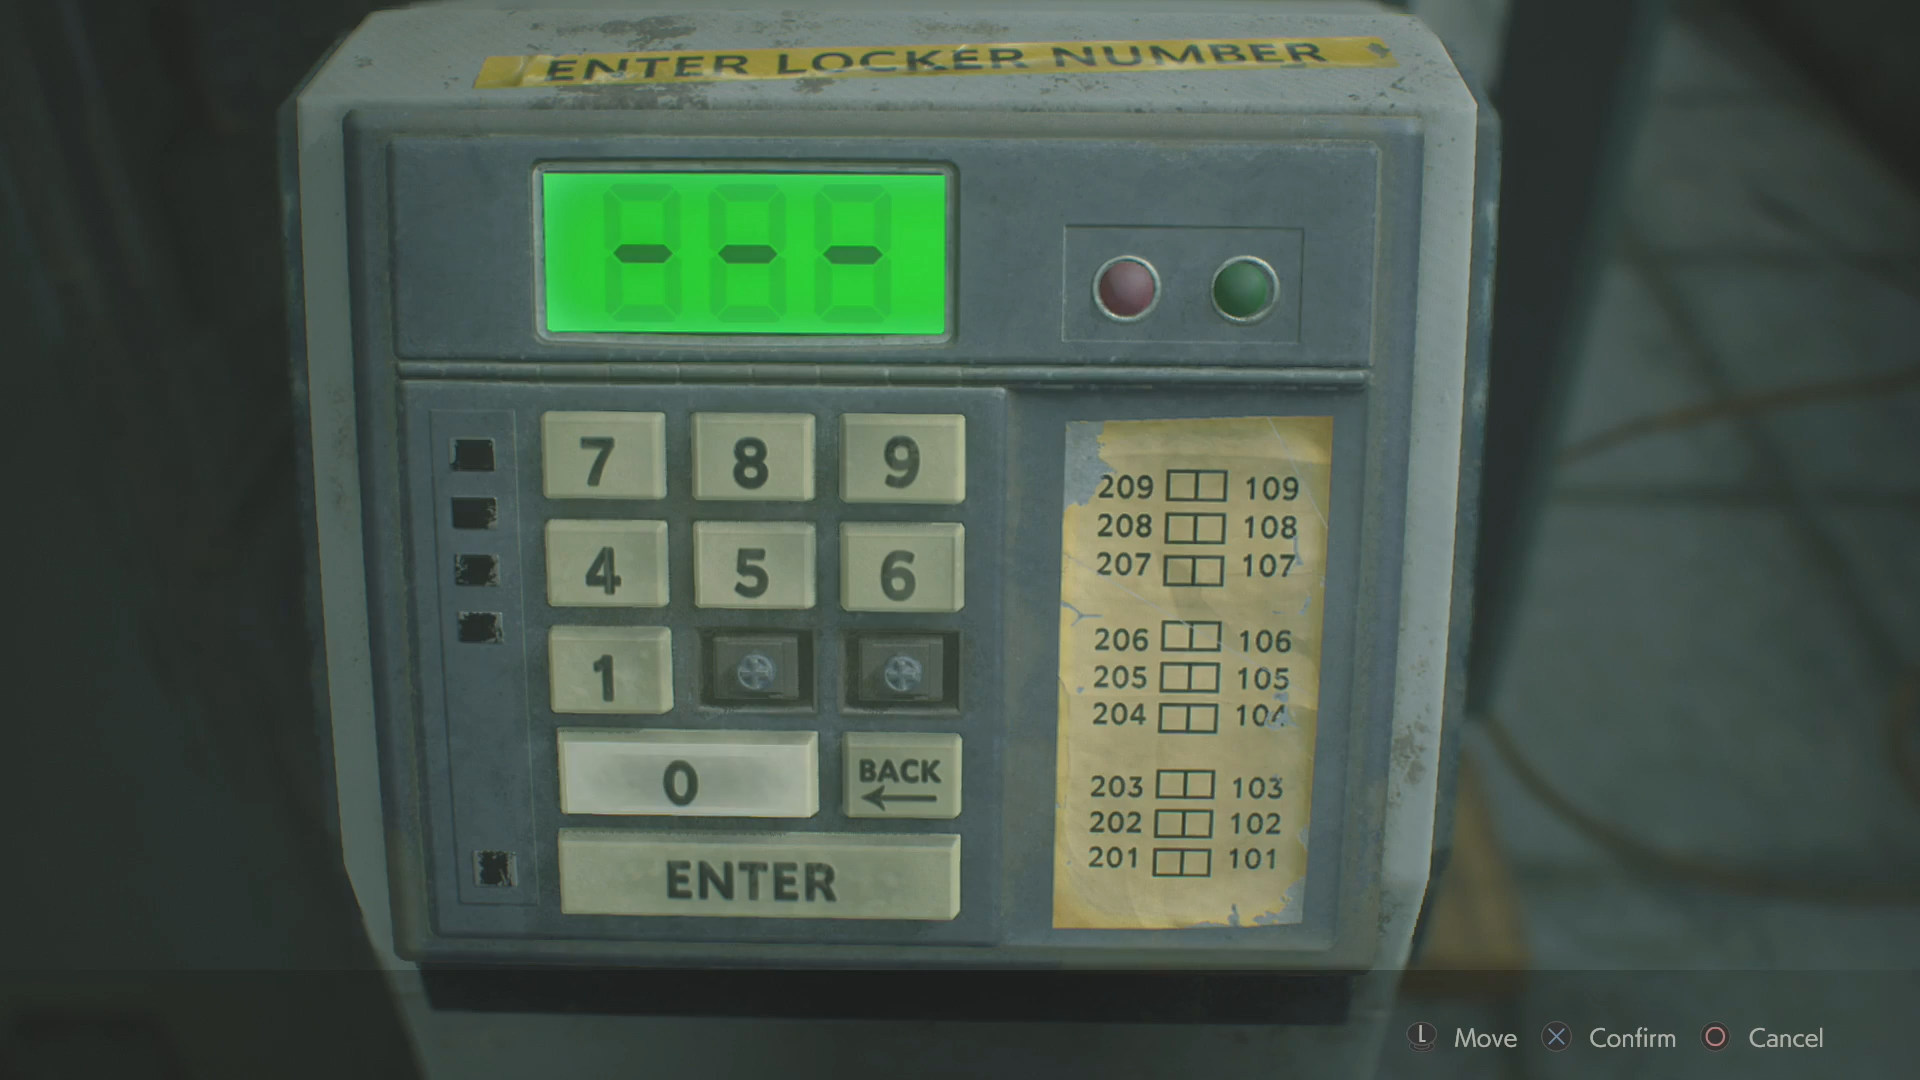 ENTER LOCKER NUMBER
- - -
7 8 9
4 5 6
1
0 BACK
ENTER
209 109
208 108
207 107
206 106
205 105
204 104
203 103
202 102
201 101
L Move Confirm Cancel